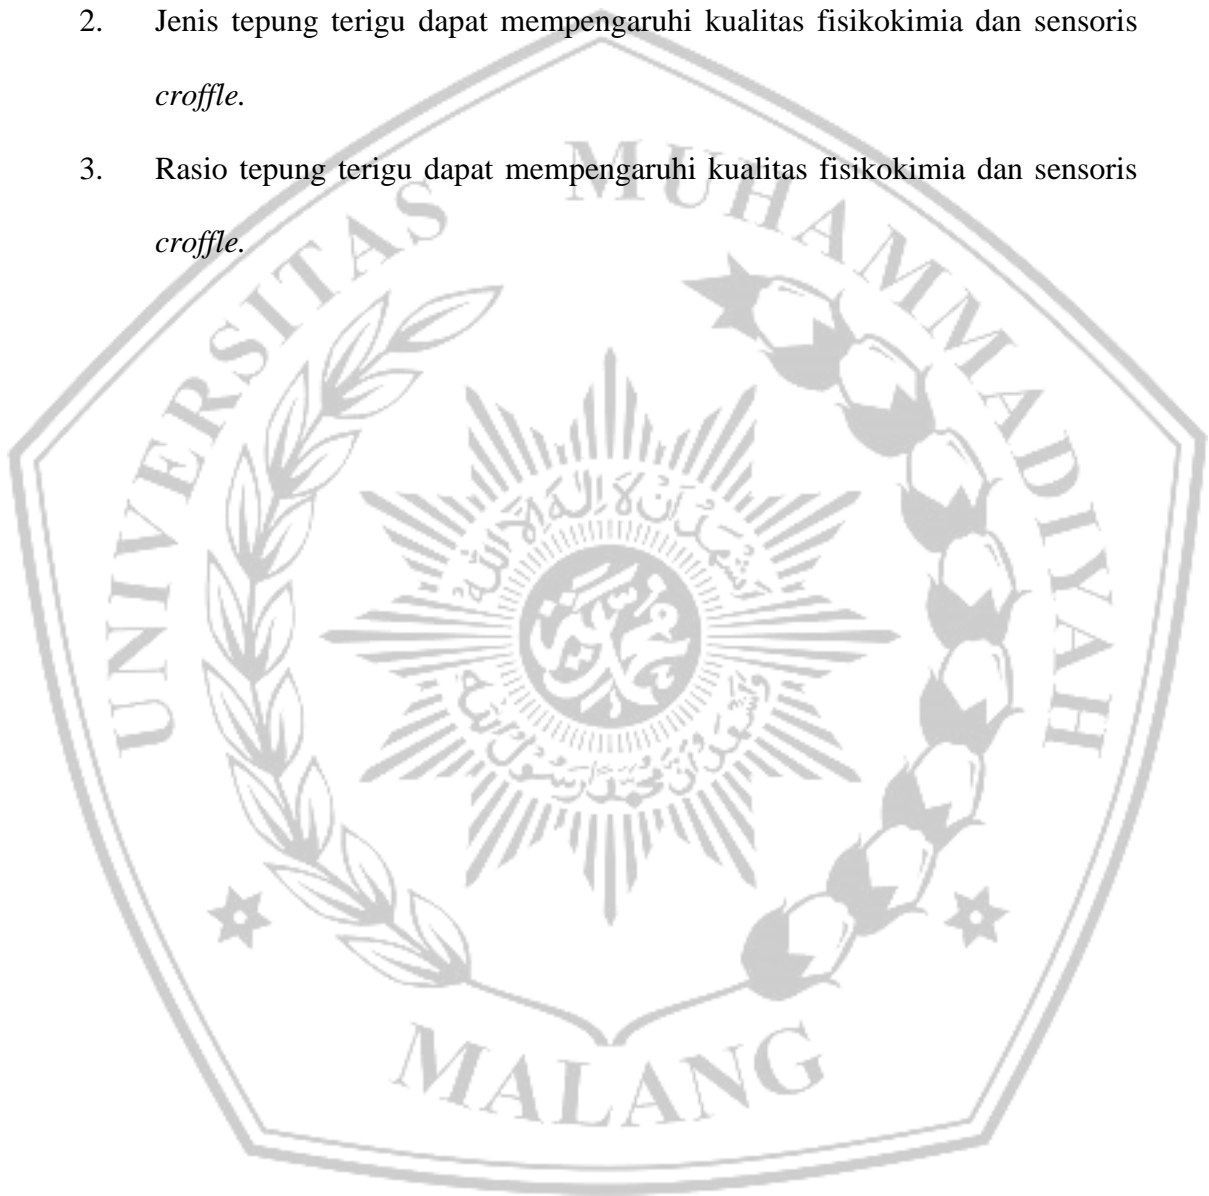 2. Jenis tepung terigu dapat mempengaruhi kualitas fisikokimia dan sensoris
croffle.
3. Rasio tepung terigu dapat mempengaruhi kualitas fisikokimia dan sensoris
croffle.
UNIVERSITAS MUHAMMADIYAH
MALANG